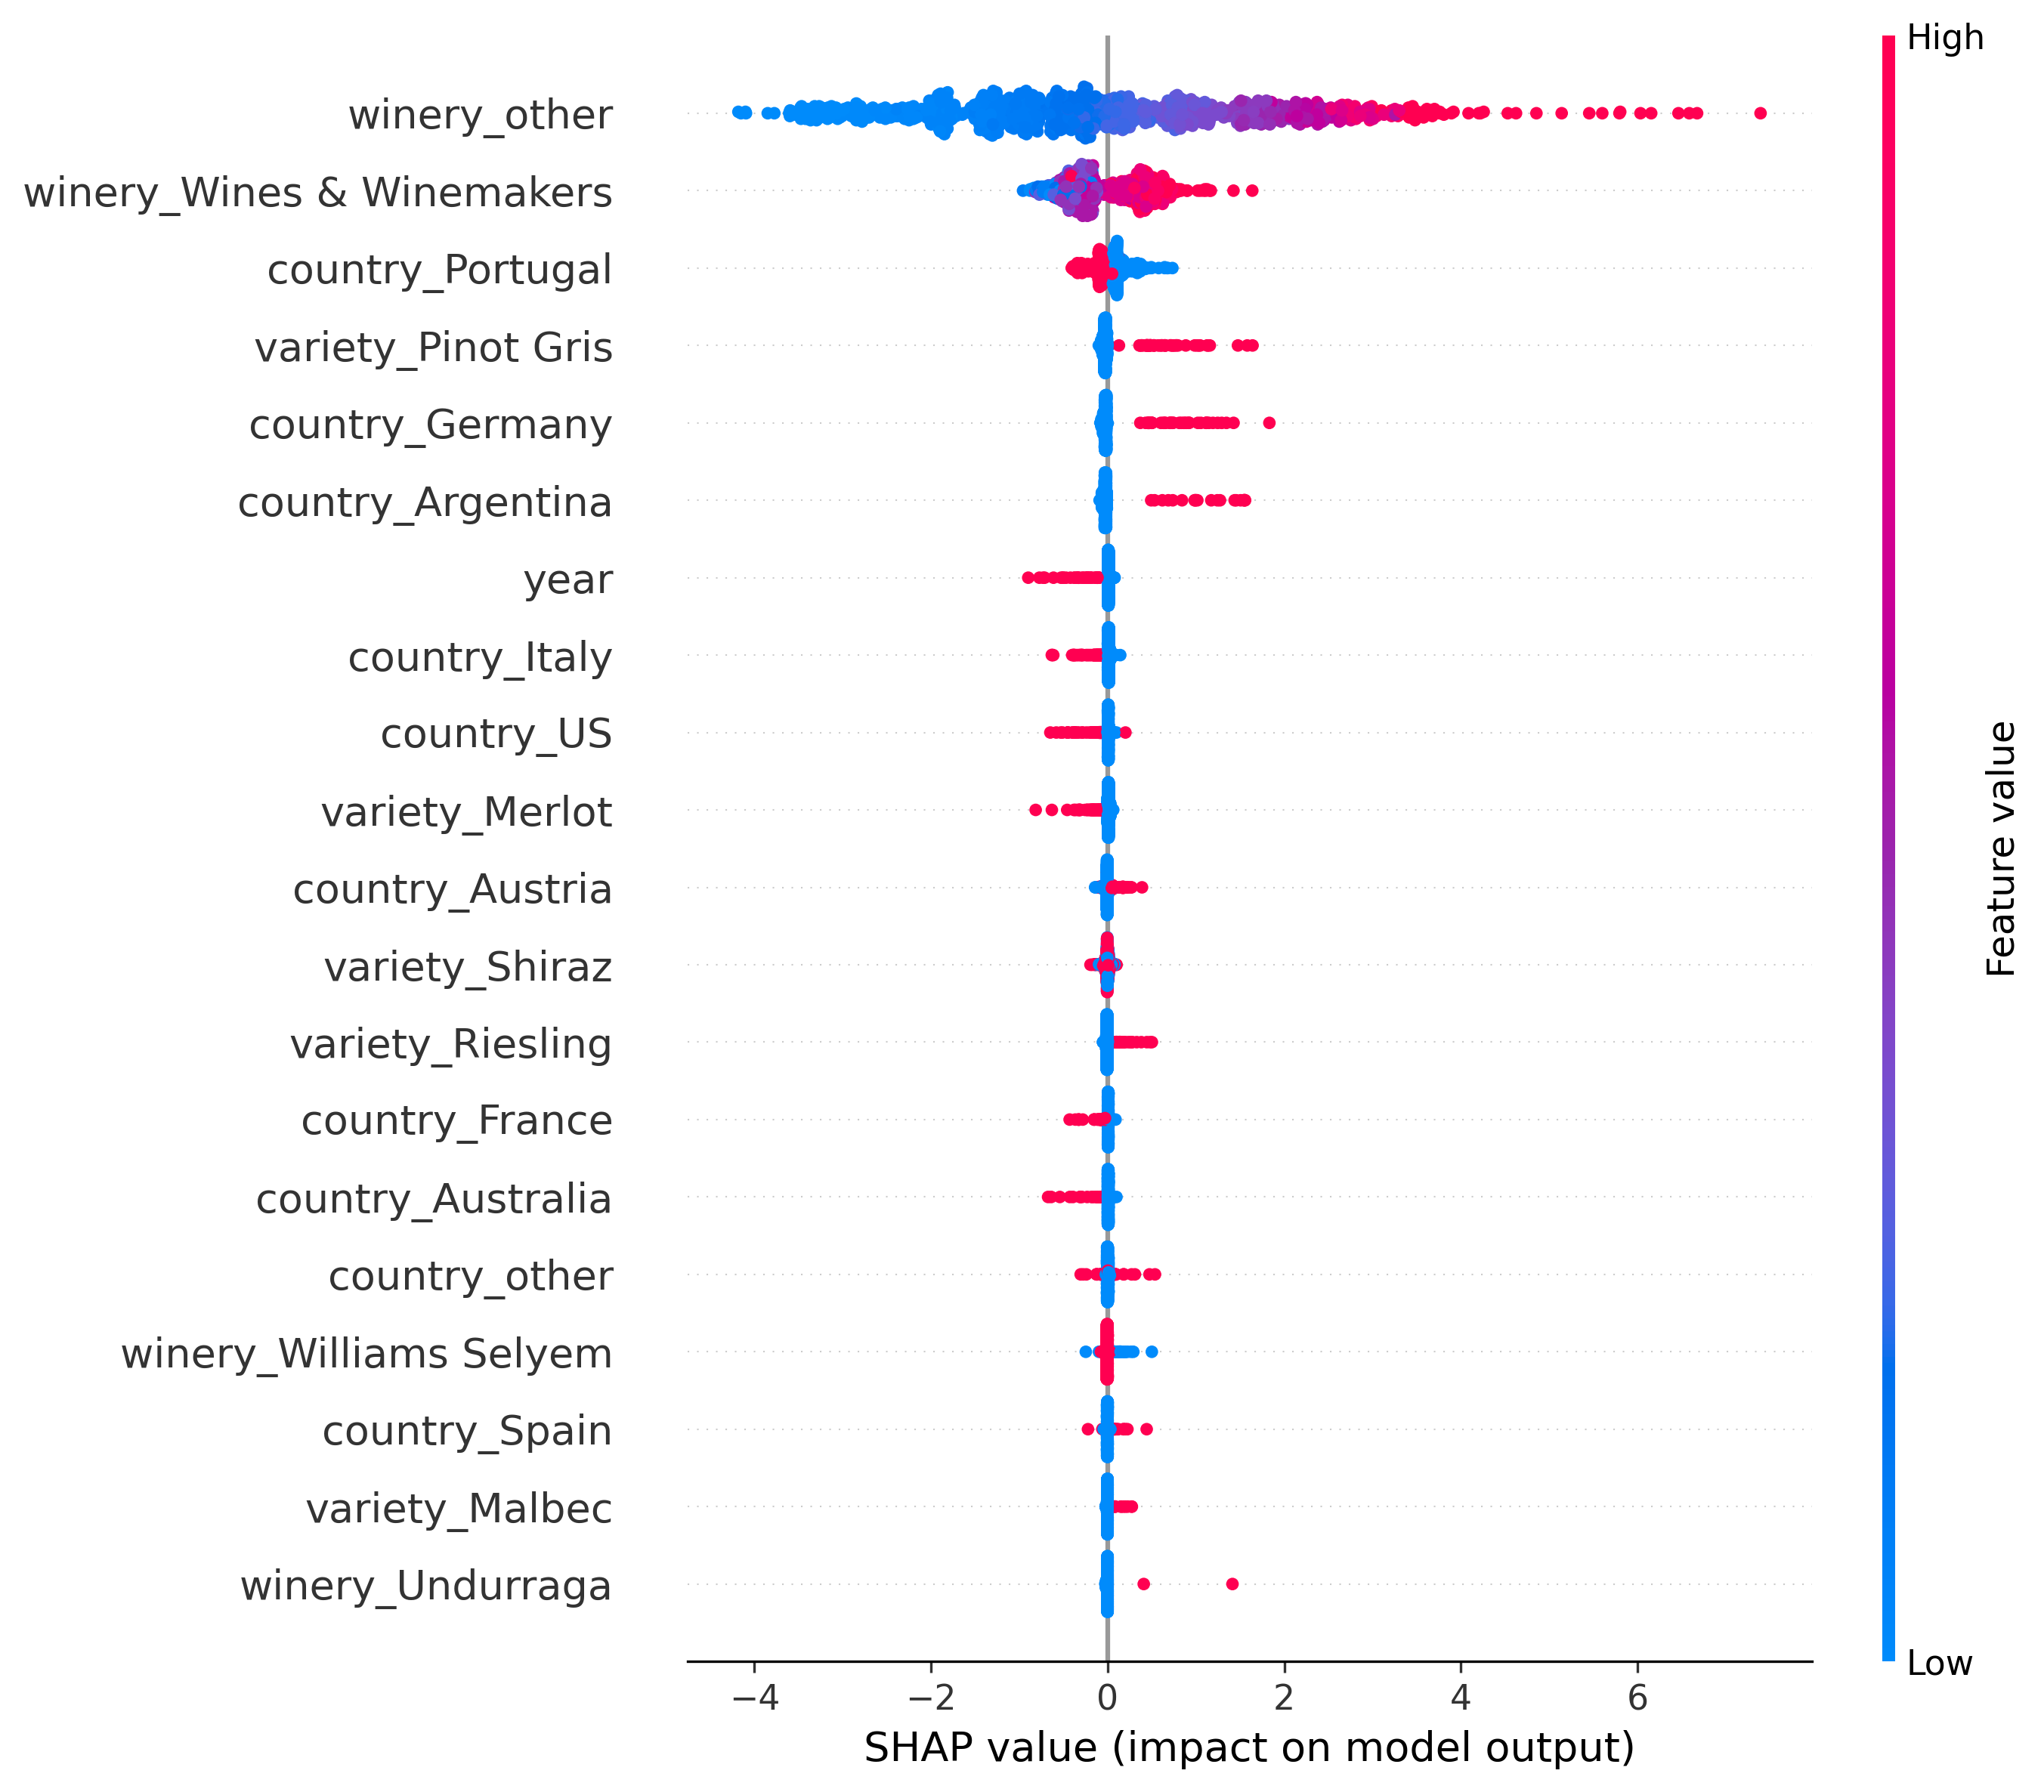 High
winery_other
winery_Wines & Winemakers
country_Portugal
variety_Pinot Gris
country_Germany
country_Argentina
year
country_Italy
country_US
variety_Merlot
country_Austria
variety_Shiraz
variety_Riesling
country_France
country_Australia
country_other
winery_Williams Selyem
country_Spain
variety_Malbec
winery_Undurraga
Feature value
Low
−4 −2 0 2 4 6
SHAP value (impact on model output)